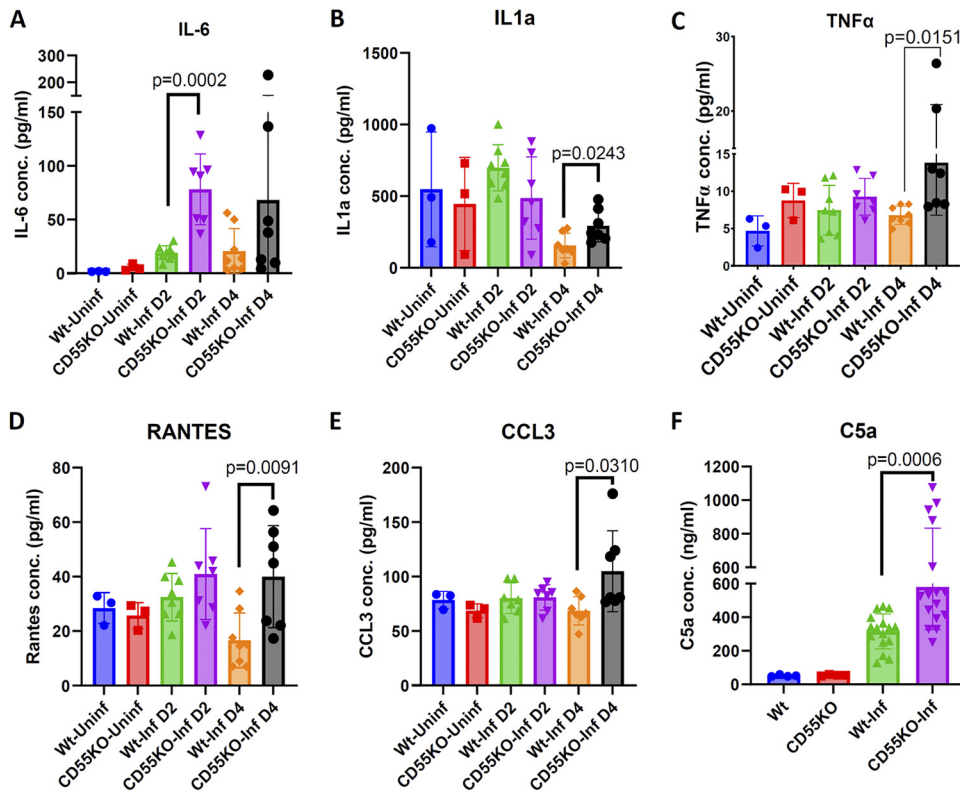 A
IL-6
IL-6 conc. (pg/ml)
300
250
200
150
150
100
50
0
p=0.0002
Wt-Uninf
CD55KO-Uninf
Wt-Inf D2
CD55KO-Inf D2
Wt-Inf D4
CD55KO-Inf D4
B
IL1a
IL1a conc. (pg/ml)
1500
1000
500
0
p=0.0243
Wt-Uninf
CD55KO-Uninf
Wt-Inf D2
CD55KO-Inf D2
Wt-Inf D4
CD55KO-Inf D4
C
TNFα
TNFα conc. (pg/ml)
30
20
15
10
5
0
p=0.0151
Wt-Uninf
CD55KO-Uninf
Wt-Inf D2
CD55KO-Inf D2
Wt-Inf D4
CD55KO-Inf D4
D
RANTES
Rantes conc. (pg/ml)
80
60
40
20
0
p=0.0091
Wt-Uninf
CD55KO-Uninf
Wt-Inf D2
CD55KO-Inf D2
Wt-Inf D4
CD55KO-Inf D4
E
CCL3
CCL3 conc. (pg/ml)
200
150
100
50
0
p=0.0310
Wt-Uninf
CD55KO-Uninf
Wt-Inf D2
CD55KO-Inf D2
Wt-Inf D4
CD55KO-Inf D4
F
C5a
C5a conc. (ng/ml)
1200
1000
800
600
600
400
200
0
p=0.0006
Wt
CD55KO
Wt-Inf
CD55KO-Inf